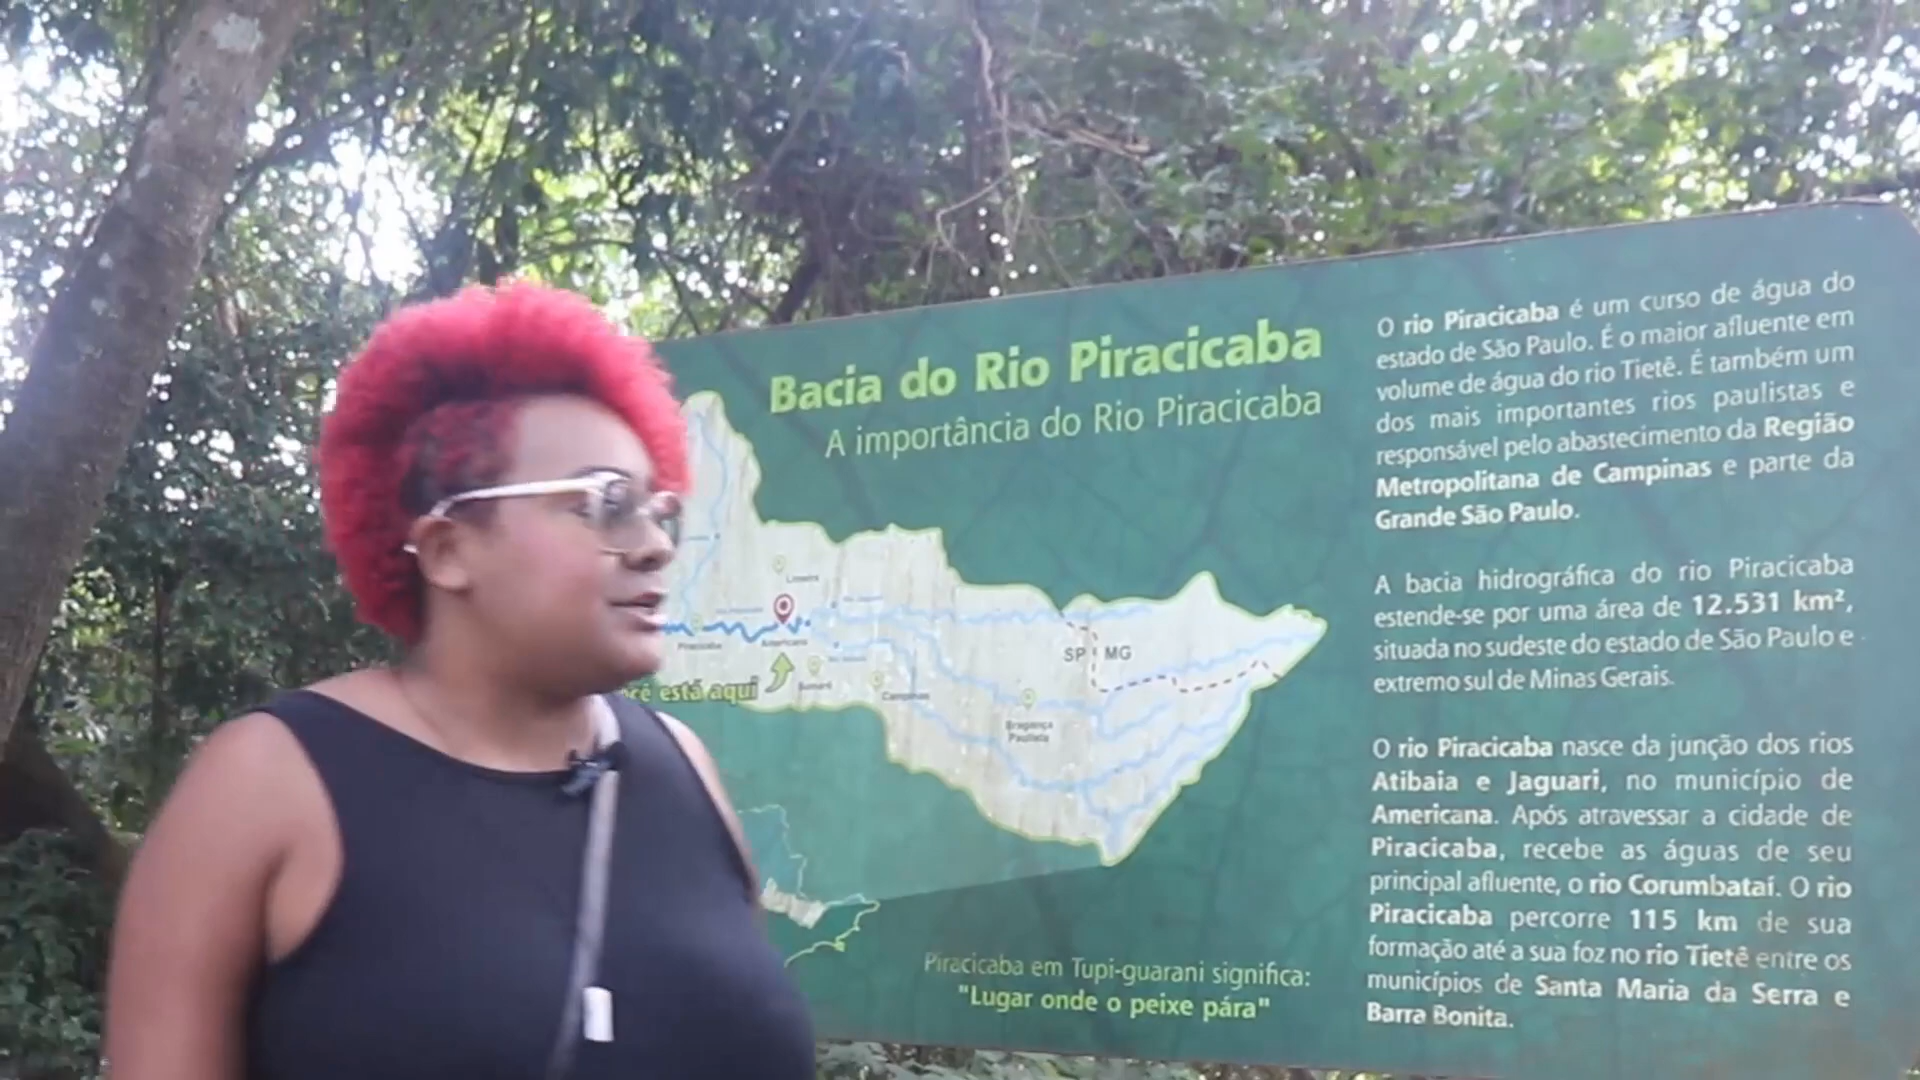 Bacia do Rio Piracicaba
A importância do Rio Piracicaba
Limeira
Piracicaba
Americana
cê está aqui
Sumaré
Campinas
SP
MG
Bragança
Paulista
Piracicaba em Tupi-guarani significa:
"Lugar onde o peixe pára"
O rio Piracicaba é um curso de água do
estado de São Paulo. É o maior afluente em
volume de água do rio Tietê. É também um
dos mais importantes rios paulistas e
responsável pelo abastecimento da Região
Metropolitana de Campinas e parte da
Grande São Paulo.
A bacia hidrográfica do rio Piracicaba
estende-se por uma área de 12.531 km²,
situada no sudeste do estado de São Paulo e
extremo sul de Minas Gerais.
O rio Piracicaba nasce da junção dos rios
Atibaia e Jaguari, no município de
Americana. Após atravessar a cidade de
Piracicaba, recebe as águas de seu
principal afluente, o rio Corumbataí. O rio
Piracicaba percorre 115 km de sua
formação até a sua foz no rio Tietê entre os
municípios de Santa Maria da Serra e
Barra Bonita.